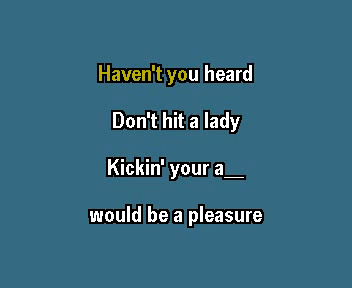 Haven't you heard
Don't hit a lady
Kickin' your a__
would be a pleasure